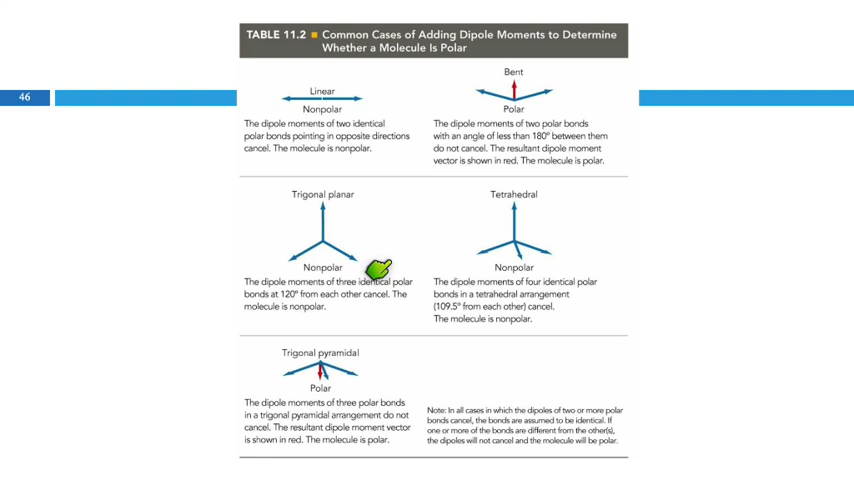 TABLE 11.2 ■ Common Cases of Adding Dipole Moments to Determine
Whether a Molecule Is Polar
46
Linear
Nonpolar
The dipole moments of two identical
polar bonds pointing in opposite directions
cancel. The molecule is nonpolar.
Bent
Polar
The dipole moments of two polar bonds
with an angle of less than 180° between them
do not cancel. The resultant dipole moment
vector is shown in red. The molecule is polar.
Trigonal planar
Nonpolar
The dipole moments of three identical polar
bonds at 120° from each other cancel. The
molecule is nonpolar.
Tetrahedral
Nonpolar
The dipole moments of four identical polar
bonds in a tetrahedral arrangement
(109.5° from each other) cancel.
The molecule is nonpolar.
Trigonal pyramidal
Polar
The dipole moments of three polar bonds
in a trigonal pyramidal arrangement do not
cancel. The resultant dipole moment vector
is shown in red. The molecule is polar.
Note: In all cases in which the dipoles of two or more polar
bonds cancel, the bonds are assumed to be identical. If
one or more of the bonds are different from the other(s),
the dipoles will not cancel and the molecule will be polar.